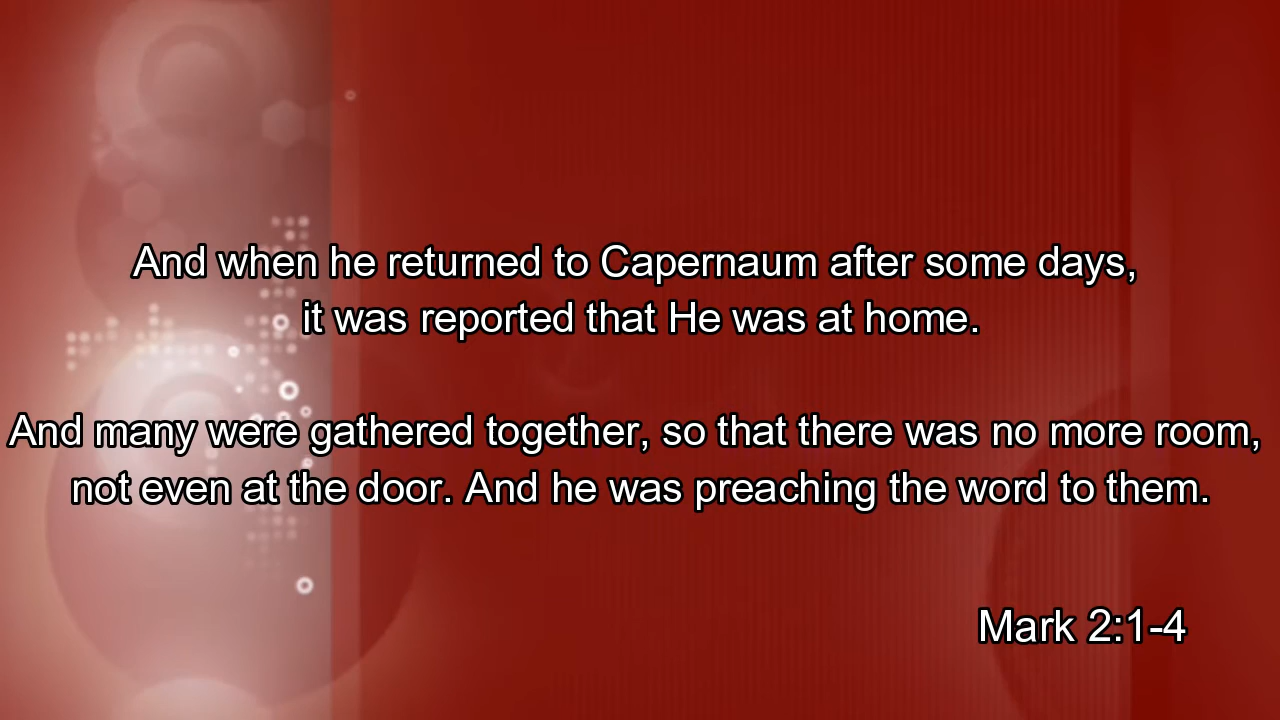 And when he returned to Capernaum after some days,
it was reported that He was at home.
And many were gathered together, so that there was no more room,
not even at the door. And he was preaching the word to them.
Mark 2:1-4